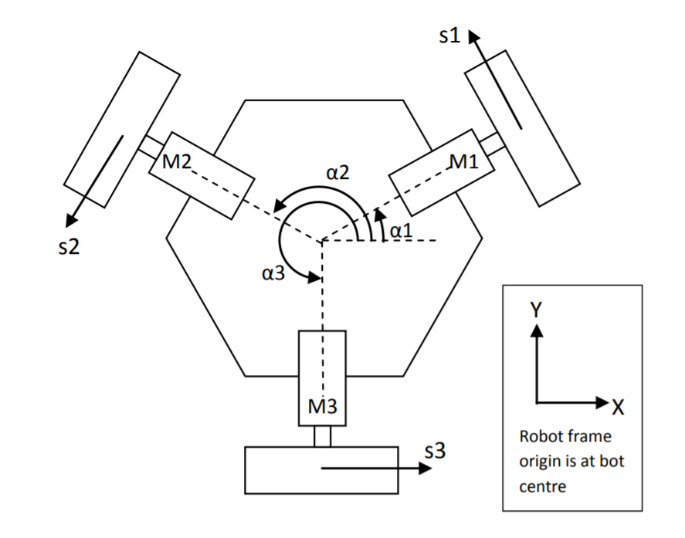 s1
M2
α2
M1
α1
s2
α3
Y
M3
X
Robot frame
s3
origin is at bot
centre